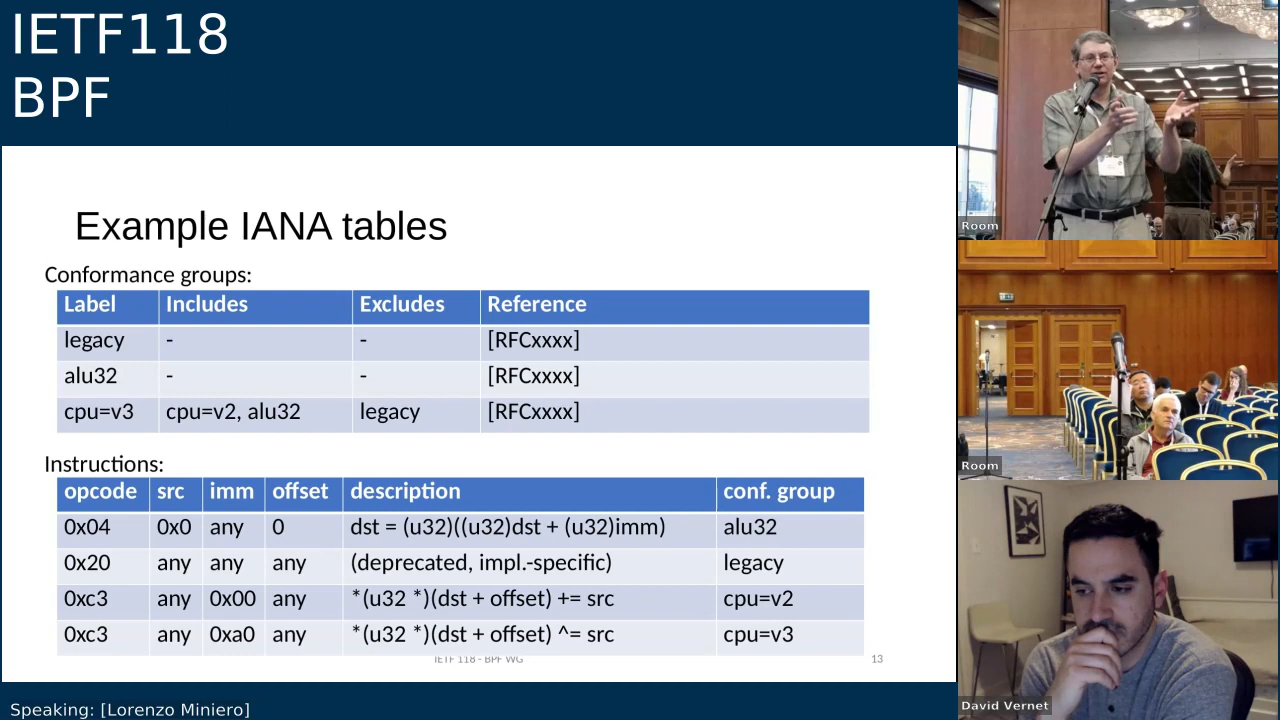 IETF118
BPF
Example IANA tables
Conformance groups:
Label Includes Excludes Reference
legacy - - [RFCxxxx]
alu32 - - [RFCxxxx]
cpu=v3 cpu=v2, alu32 legacy [RFCxxxx]
Instructions:
opcode src imm offset description conf. group
0x04 0x0 any 0 dst = (u32)((u32)dst + (u32)imm) alu32
0x20 any any any (deprecated, impl.-specific) legacy
0xc3 any 0x00 any *(u32 *)(dst + offset) += src cpu=v2
0xc3 any 0xa0 any *(u32 *)(dst + offset) ^= src cpu=v3
IETF 118 - BPF WG 13
Speaking: [Lorenzo Miniero]
Room
Room
David Vernet